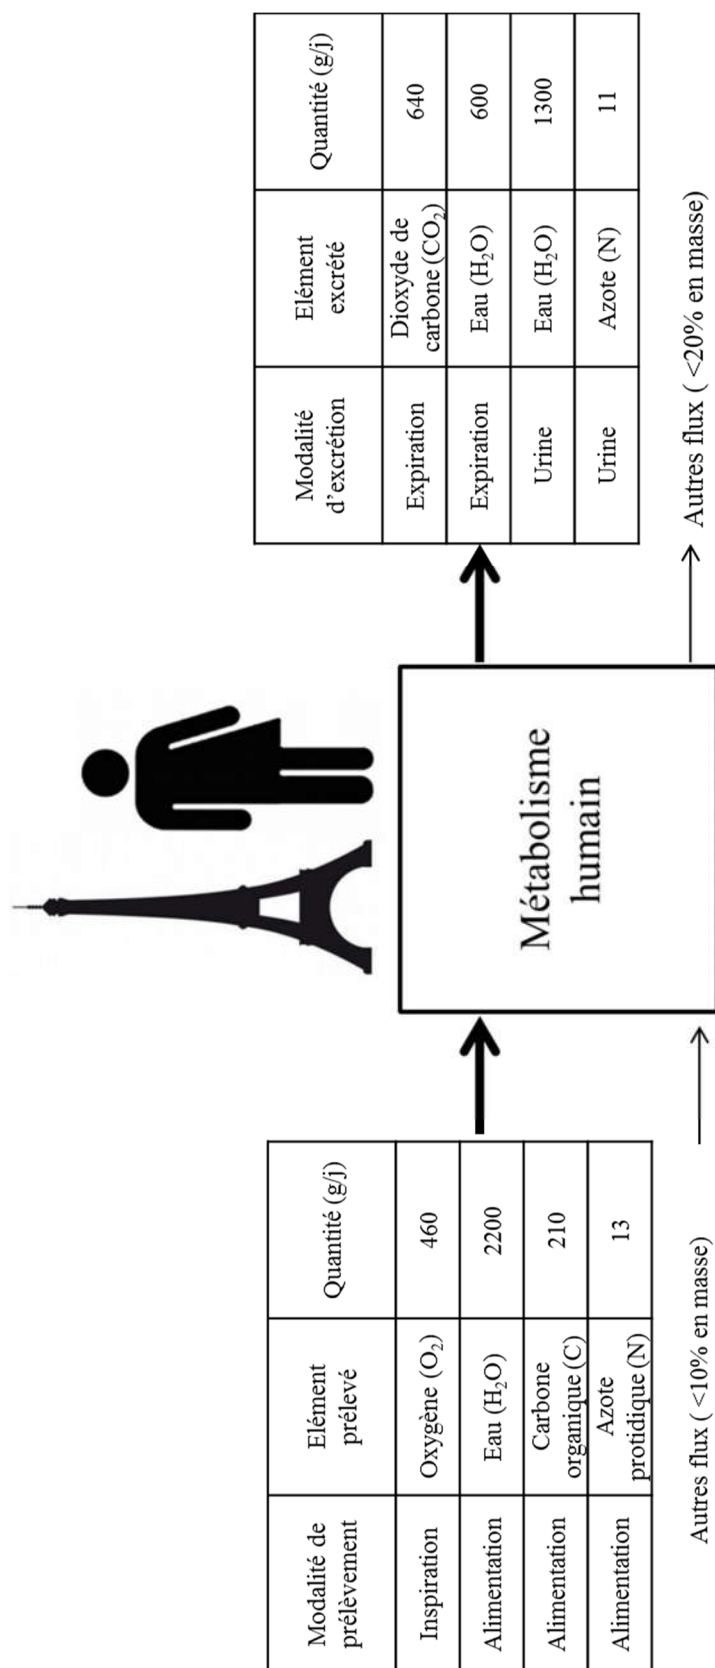 Modalité de
prélèvement
Elément
prélevé
Quantité (g/j)
Inspiration
Oxygène (O₂)
460
Alimentation
Eau (H₂O)
2200
Alimentation
Carbone
organique (C)
210
Alimentation
Azote
protidique (N)
13
Autres flux ( <10% en masse)
Métabolisme
humain
Modalité
d'excrétion
Elément
excrété
Quantité (g/j)
Expiration
Dioxyde de
carbone (CO₂)
640
Expiration
Eau (H₂O)
600
Urine
Eau (H₂O)
1300
Urine
Azote (N)
11
Autres flux ( <20% en masse)